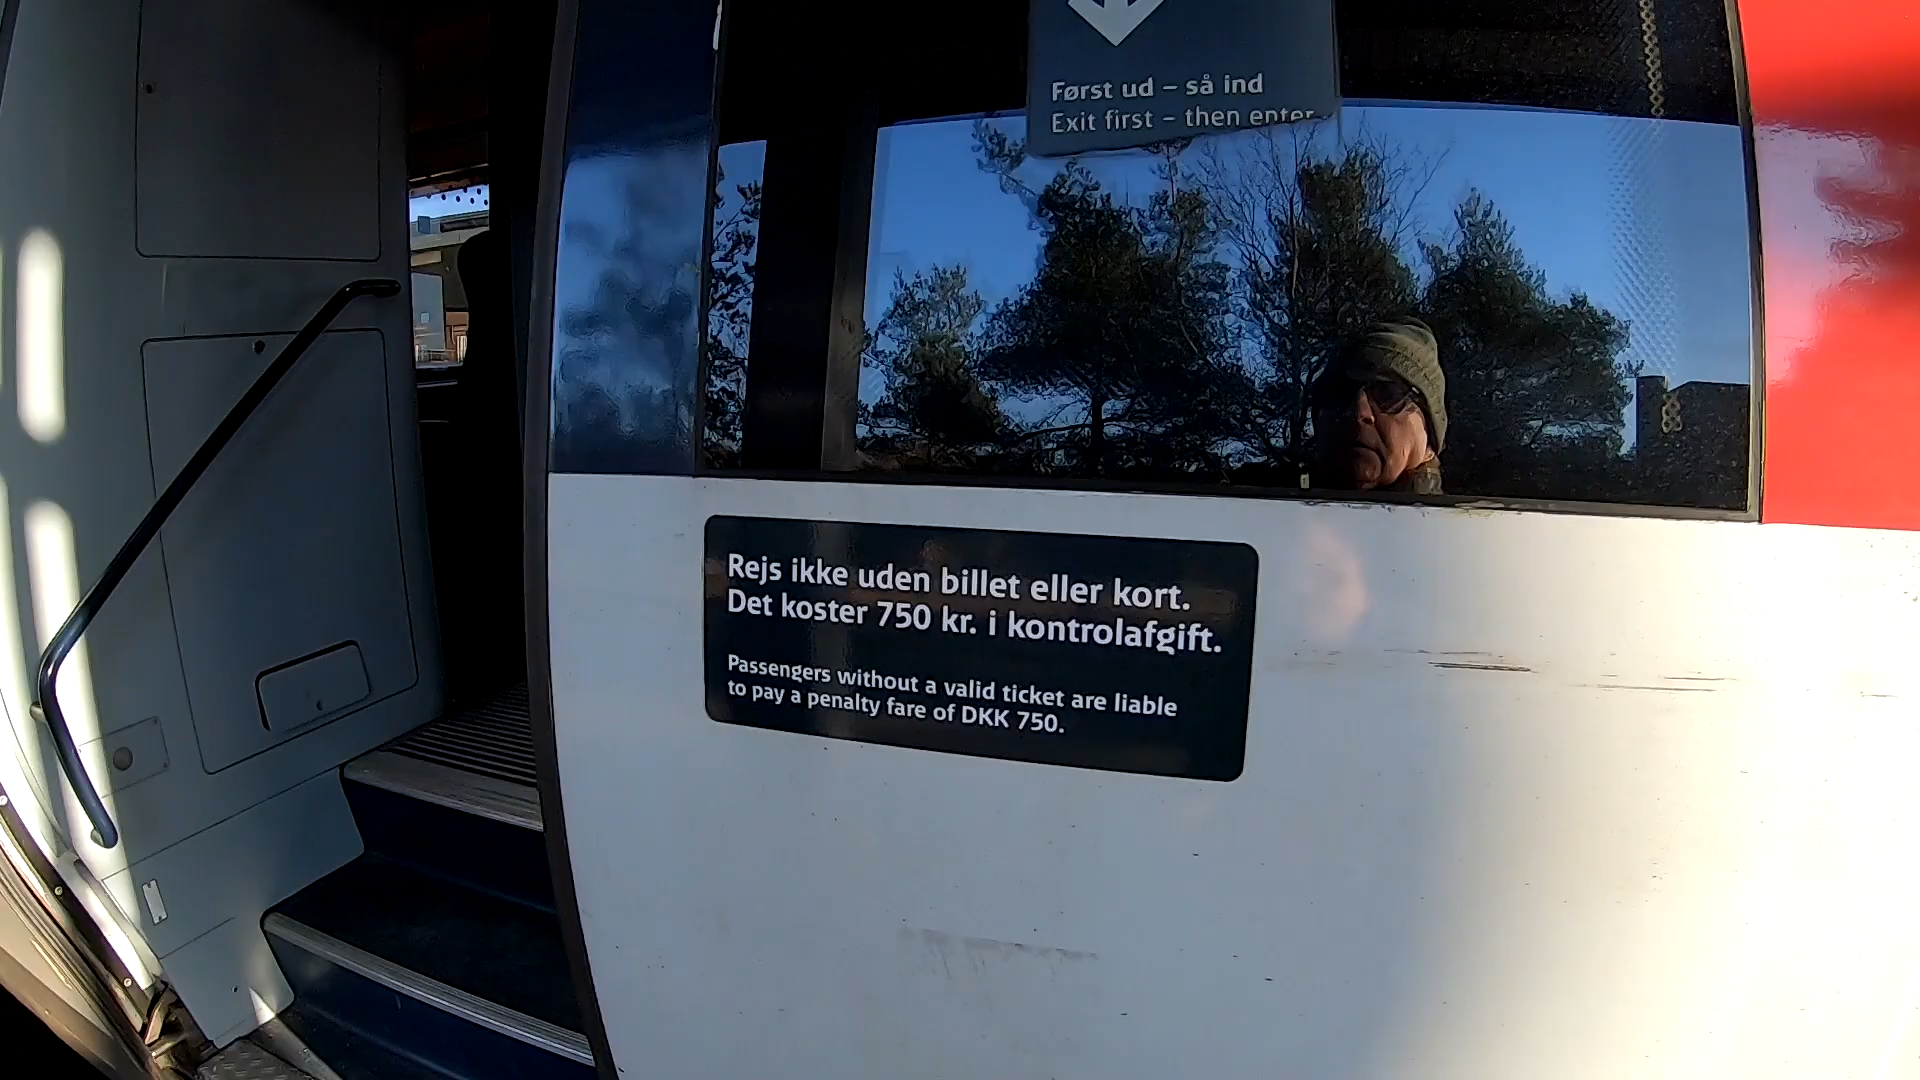 Først ud – så ind
Exit first – then enter
Rejs ikke uden billet eller kort.
Det koster 750 kr. i kontrolafgift.
Passengers without a valid ticket are liable
to pay a penalty fare of DKK 750.